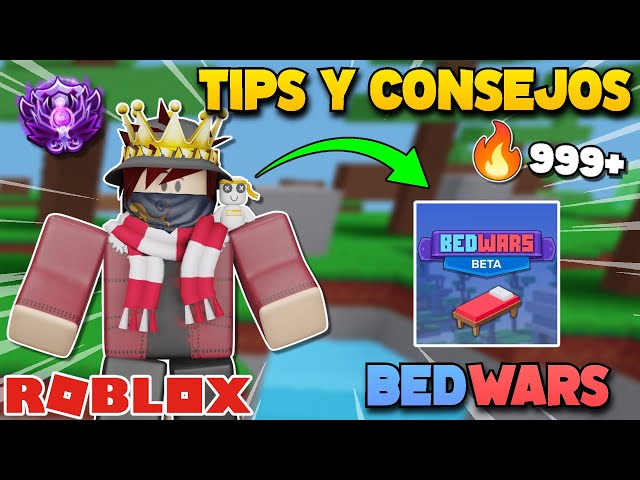 TIPS Y CONSEJOS
999+
BEDWARS
BETA
ROBLOX
BEDWARS